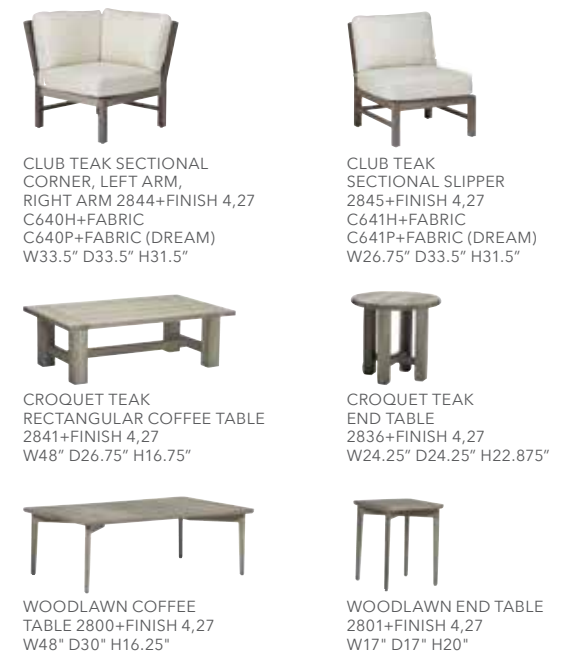 CLUB TEAK SECTIONAL
CORNER, LEFT ARM,
RIGHT ARM 2844+FINISH 4,27
C640H+FABRIC
C640P+FABRIC (DREAM)
W33.5” D33.5” H31.5”
CLUB TEAK
SECTIONAL SLIPPER
2845+FINISH 4,27
C641H+FABRIC
C641P+FABRIC (DREAM)
W26.75” D33.5” H31.5”
CROQUET TEAK
RECTANGULAR COFFEE TABLE
2841+FINISH 4,27
W48” D26.75” H16.75”
CROQUET TEAK
END TABLE
2836+FINISH 4,27
W24.25” D24.25” H22.875”
WOODLAWN COFFEE
TABLE 2800+FINISH 4,27
W48" D30" H16.25"
WOODLAWN END TABLE
2801+FINISH 4,27
W17" D17" H20"